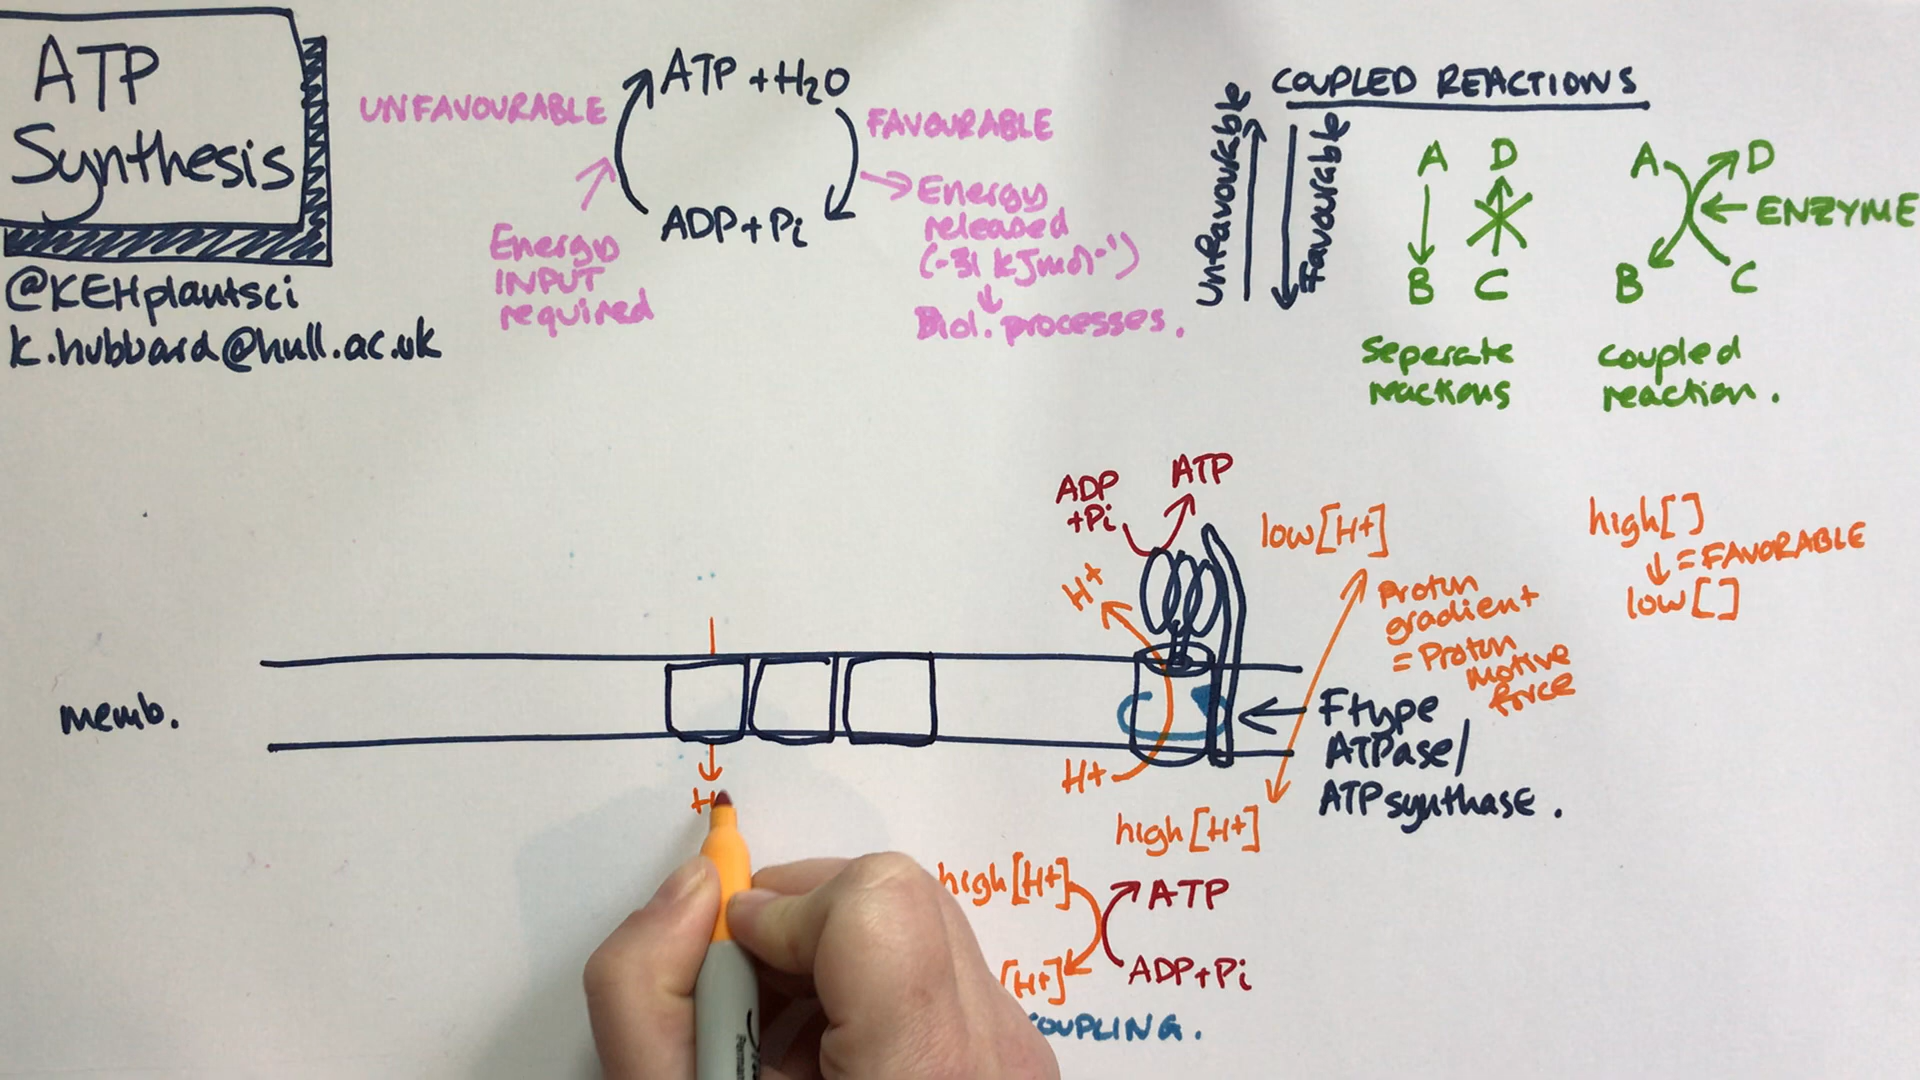 ATP
Synthesis
@KEHplantsci
k.hubbard@hull.ac.uk
UNFAVOURABLE
ATP + H2O
FAVOURABLE
Energy
INPUT
required
ADP + Pi
Energy
released
(-31 kJmol-1)
Biol. processes.
COUPLED REACTIONS
Unfavourable
Favourable
A D
B C
Seperate
reactions
A D
ENZYME
B C
coupled
reaction.
ADP
+Pi
ATP
low [H+]
H+
Proton
gradient
= Proton
motive
force
high [ ]
= FAVORABLE
low [ ]
memb.
F type
ATPase/
ATP synthase.
H+
high [H+]
high [H+]
ATP
[H+]
ADP+Pi
COUPLING.